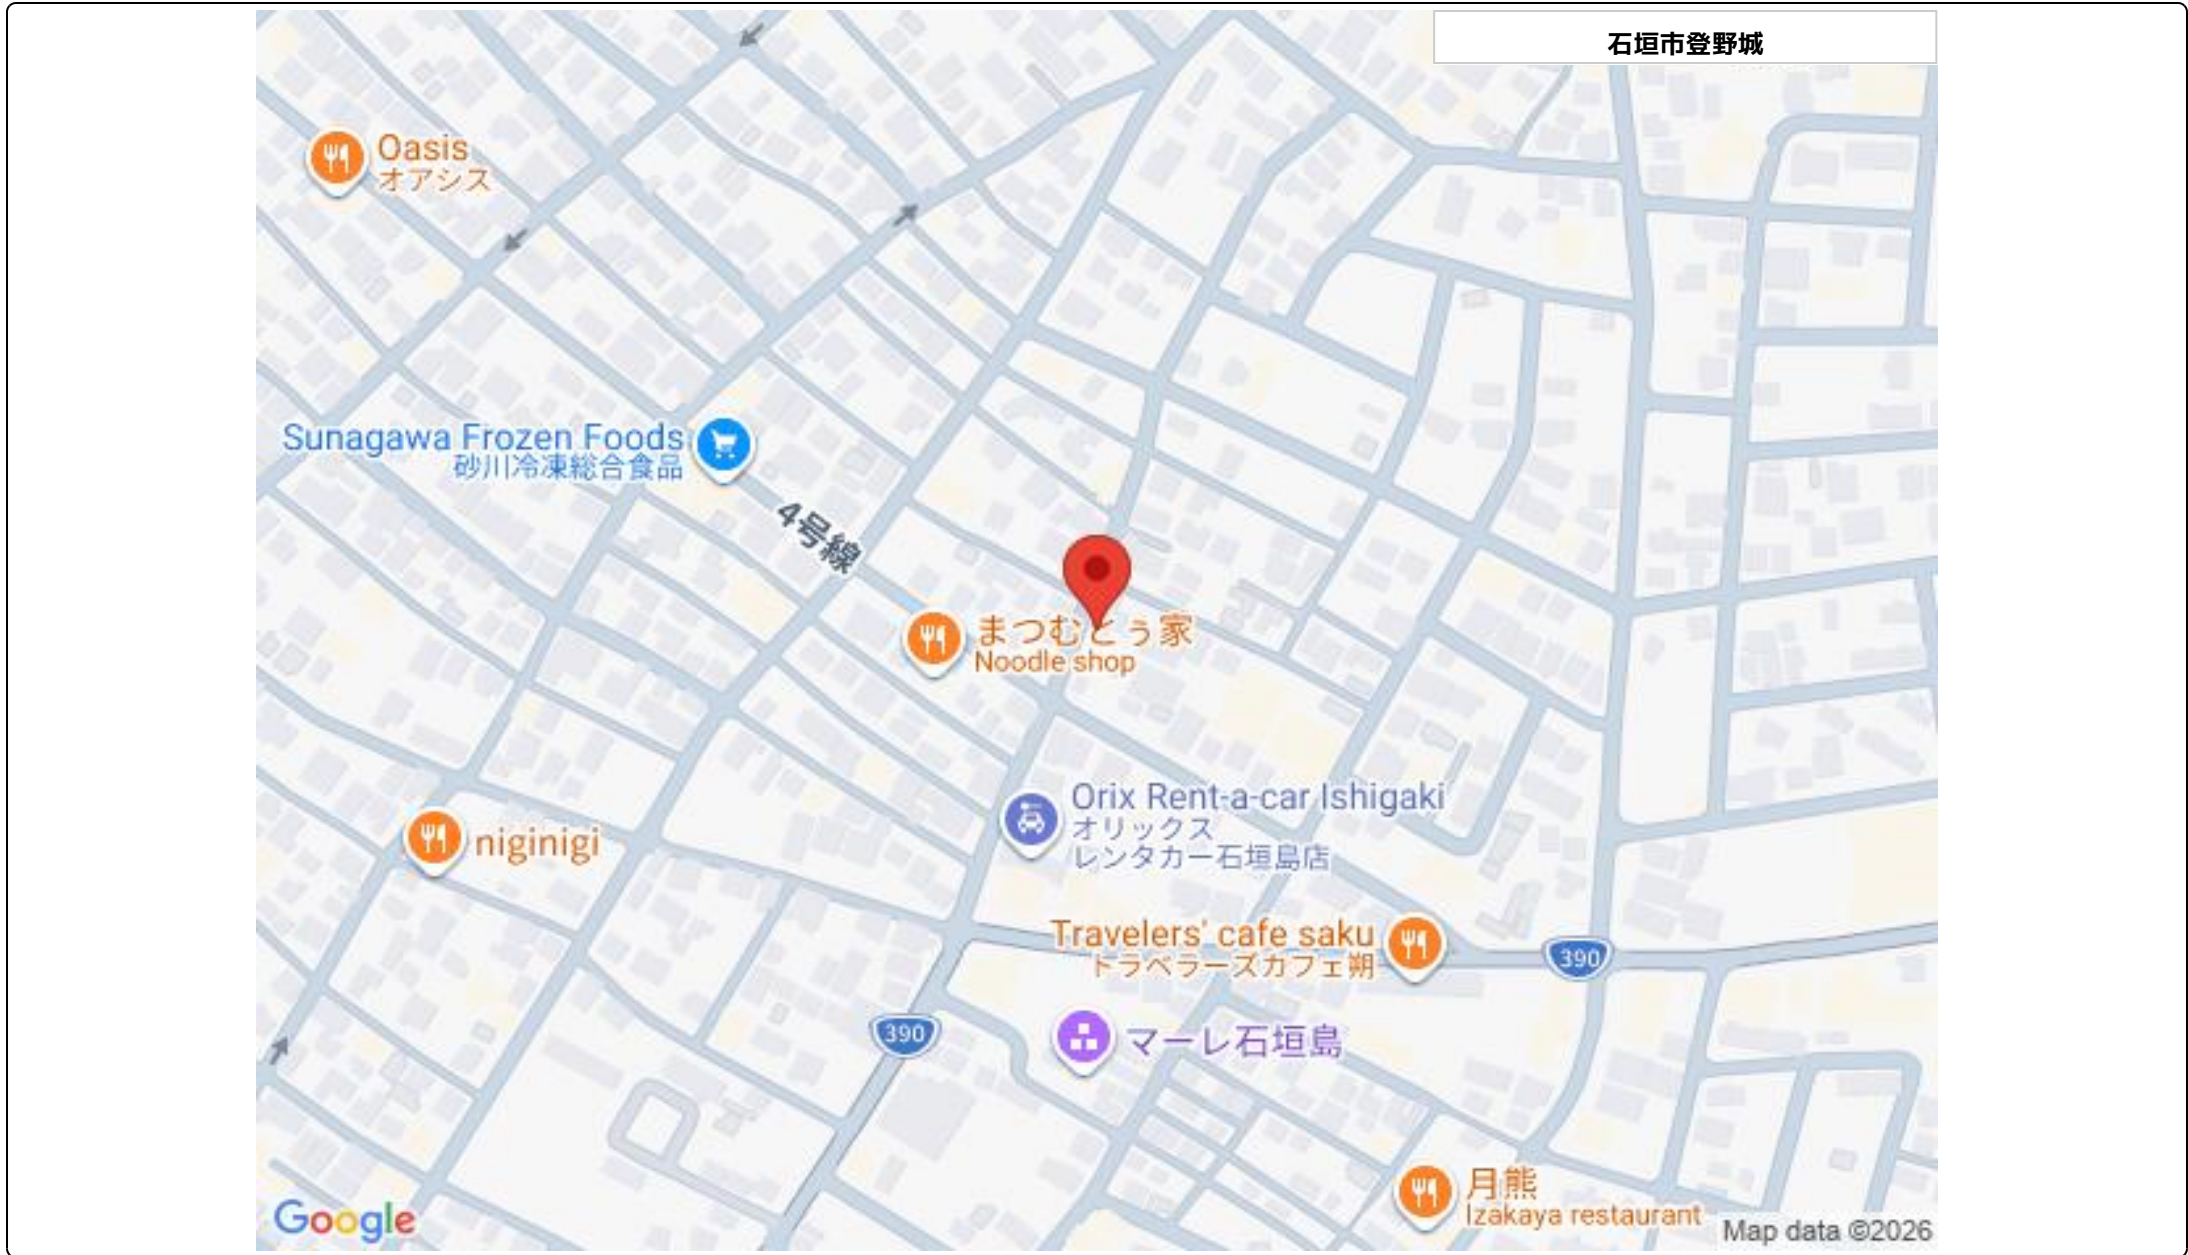 石垣市登野城
Oasis
オアシス
Sunagawa Frozen Foods
砂川冷凍総合食品
4号線
まつむとぅ家
Noodle shop
Orix Rent-a-car Ishigaki
オリックス
レンタカー石垣島店
niginigi
Travelers' cafe saku
トラベラーズカフェ朔
390
390
マーレ石垣島
月熊
Izakaya restaurant
Google
Map data ©2026